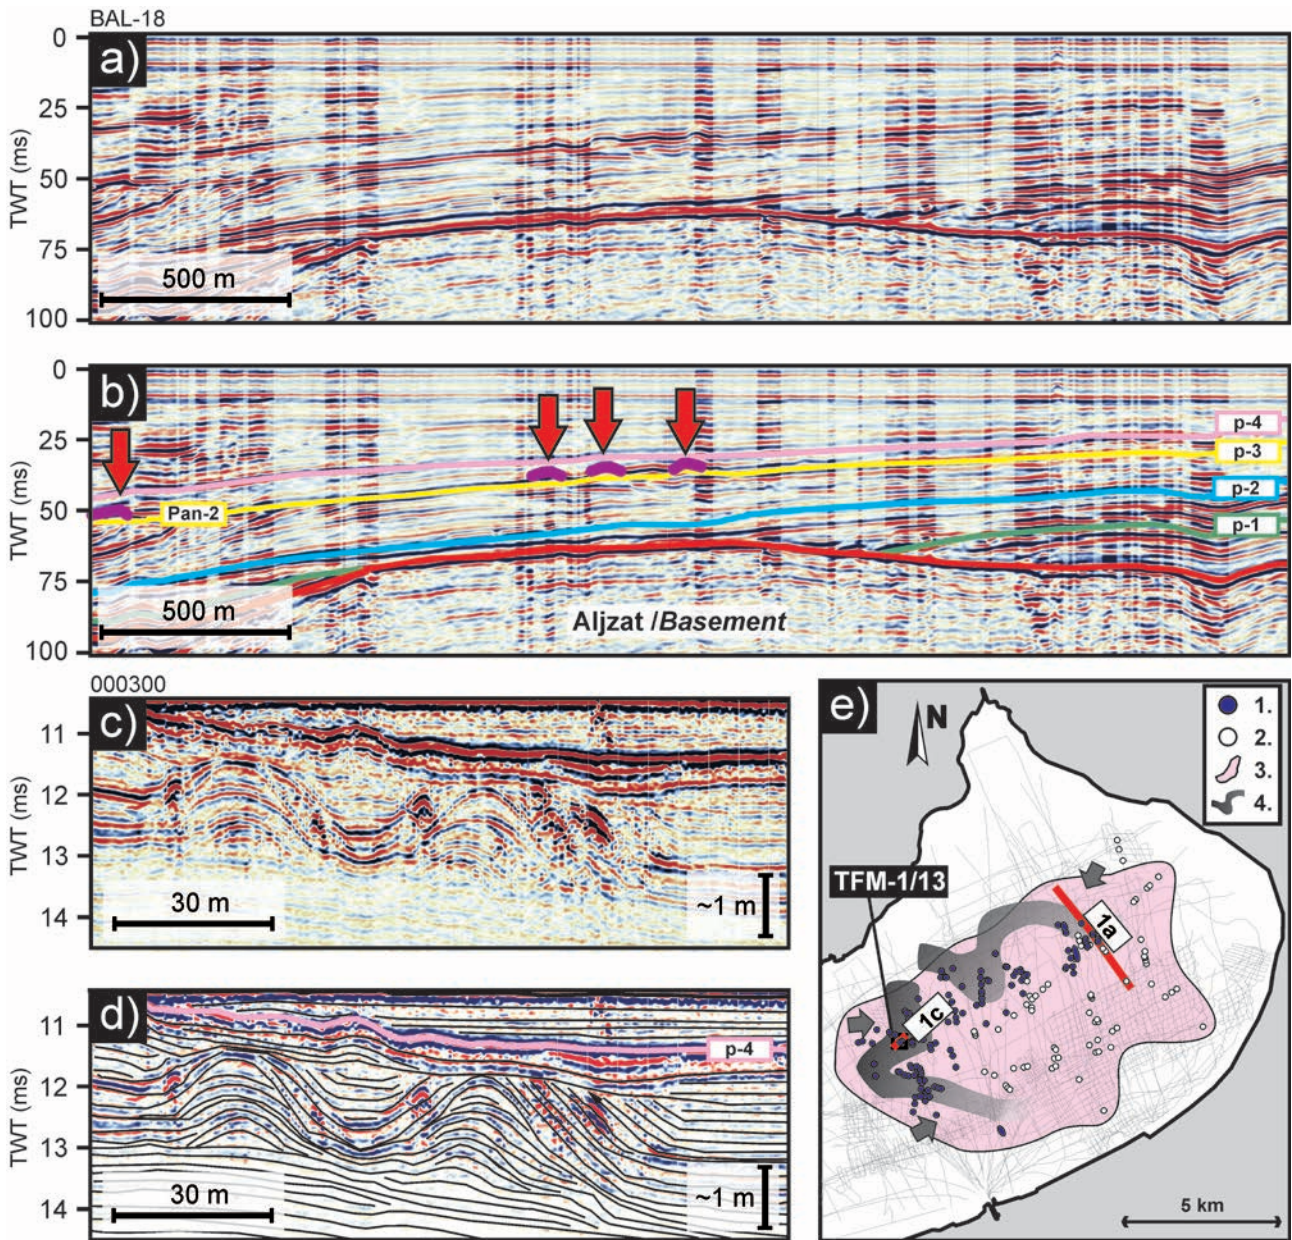 BAL-18
a)
0
25
50
75
100
TWT (ms)
500 m
b)
0
25
50
75
100
TWT (ms)
p-4
p-3
p-2
p-1
Pan-2
500 m
Aljzat /Basement
000300
c)
11
12
13
14
TWT (ms)
30 m
~1 m
d)
11
12
13
14
TWT (ms)
p-4
30 m
~1 m
e)
N
1.
2.
3.
4.
TFM-1/13
1a
1c
5 km